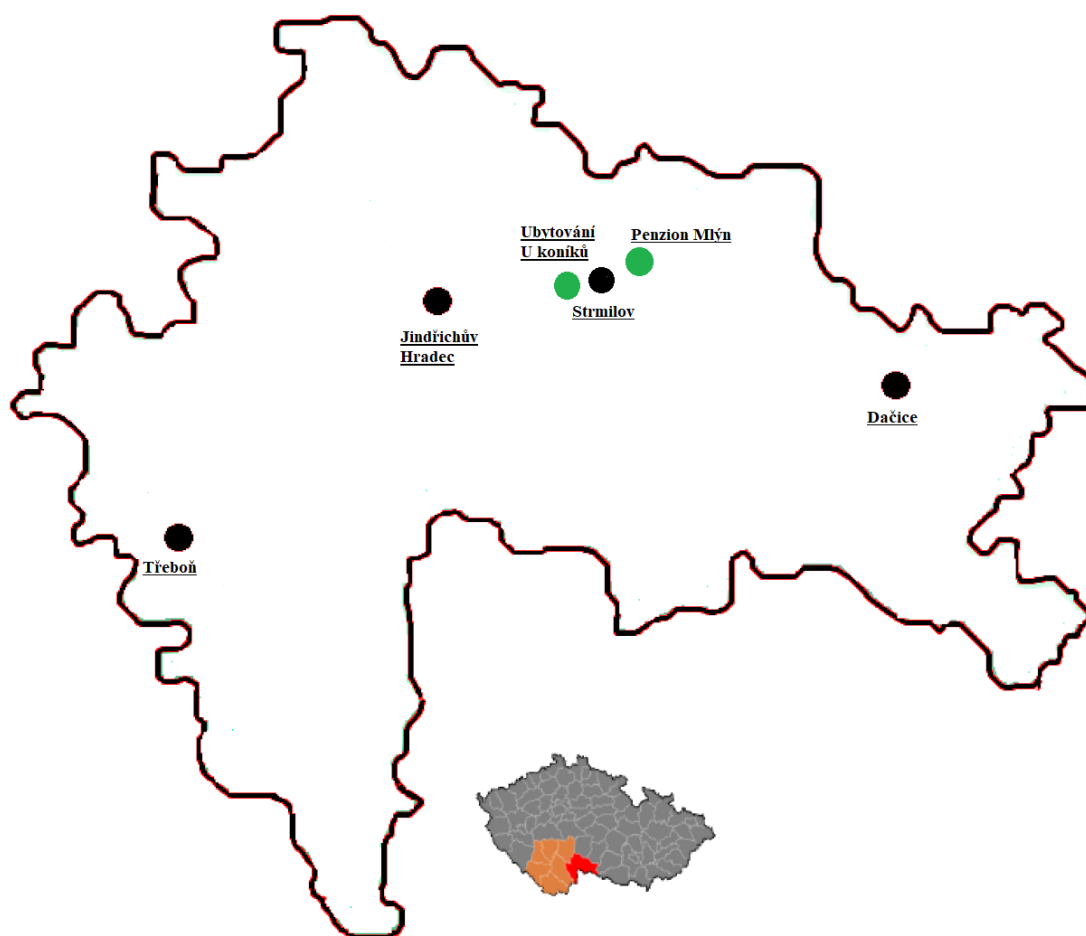 Ubytování
U koníků
Penzion Mlýn
Strmilov
Jindřichův
Hradec
Dačice
Třeboň